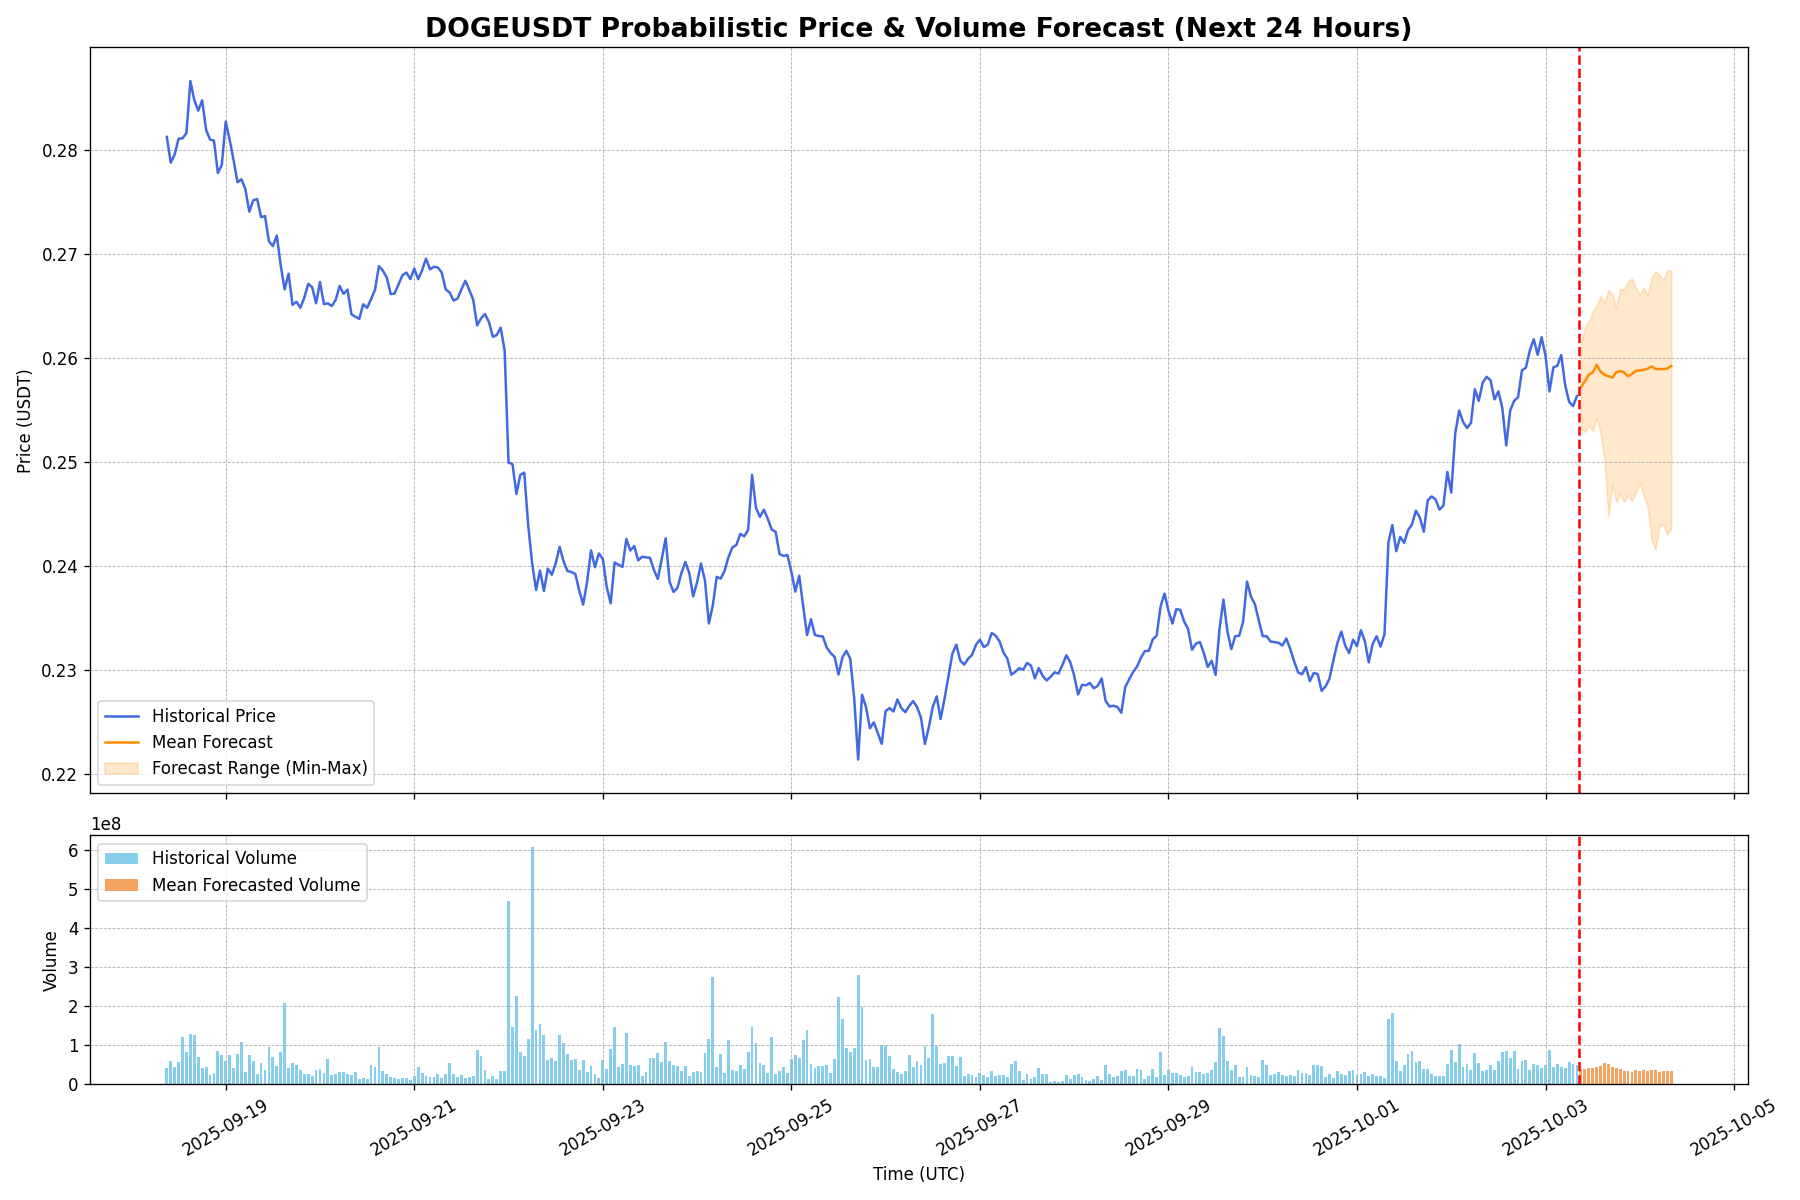 DOGEUSDT Probabilistic Price & Volume Forecast (Next 24 Hours)
Price (USDT)
0.28
0.27
0.26
0.25
0.24
0.23
0.22
Historical Price
Mean Forecast
Forecast Range (Min-Max)
1e8
Volume
6
5
4
3
2
1
0
Historical Volume
Mean Forecasted Volume
2025-09-19
2025-09-21
2025-09-23
2025-09-25
2025-09-27
2025-09-29
2025-10-01
2025-10-03
2025-10-05
Time (UTC)